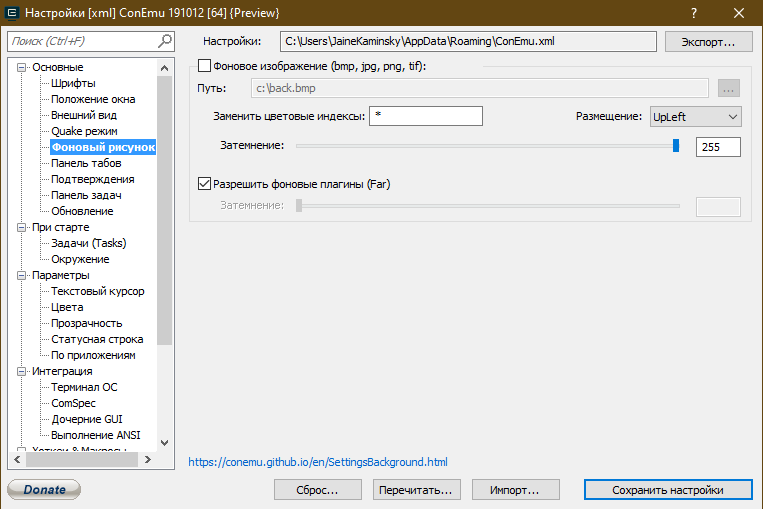 Настройки [xml] ConEmu 191012 [64] {Preview}
Поиск (Ctrl+F)
Настройки: C:\Users\JaineKaminsky\AppData\Roaming\ConEmu.xml Экспорт...
Основные
Шрифты
Положение окна
Внешний вид
Quake режим
Фоновый рисунок
Панель табов
Подтверждения
Панель задач
Обновление
При старте
Задачи (Tasks)
Окружение
Параметры
Текстовый курсор
Цвета
Прозрачность
Статусная строка
По приложениям
Интеграция
Терминал ОС
ComSpec
Дочерние GUI
Выполнение ANSI
Хоткеи & Макросы
Фоновое изображение (bmp, jpg, png, tif):
Путь: c:\back.bmp ...
Заменить цветовые индексы: * Размещение: UpLeft
Затемнение: 255
Разрешить фоновые плагины (Far)
Затемнение:
https://conemu.github.io/en/SettingsBackground.html
Donate Сброс... Перечитать... Импорт... Сохранить настройки